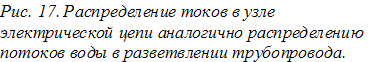 Рис. 17. Распределение токов в узле
электрической цепи аналогично распределению
потоков воды в разветвлении трубопровода.